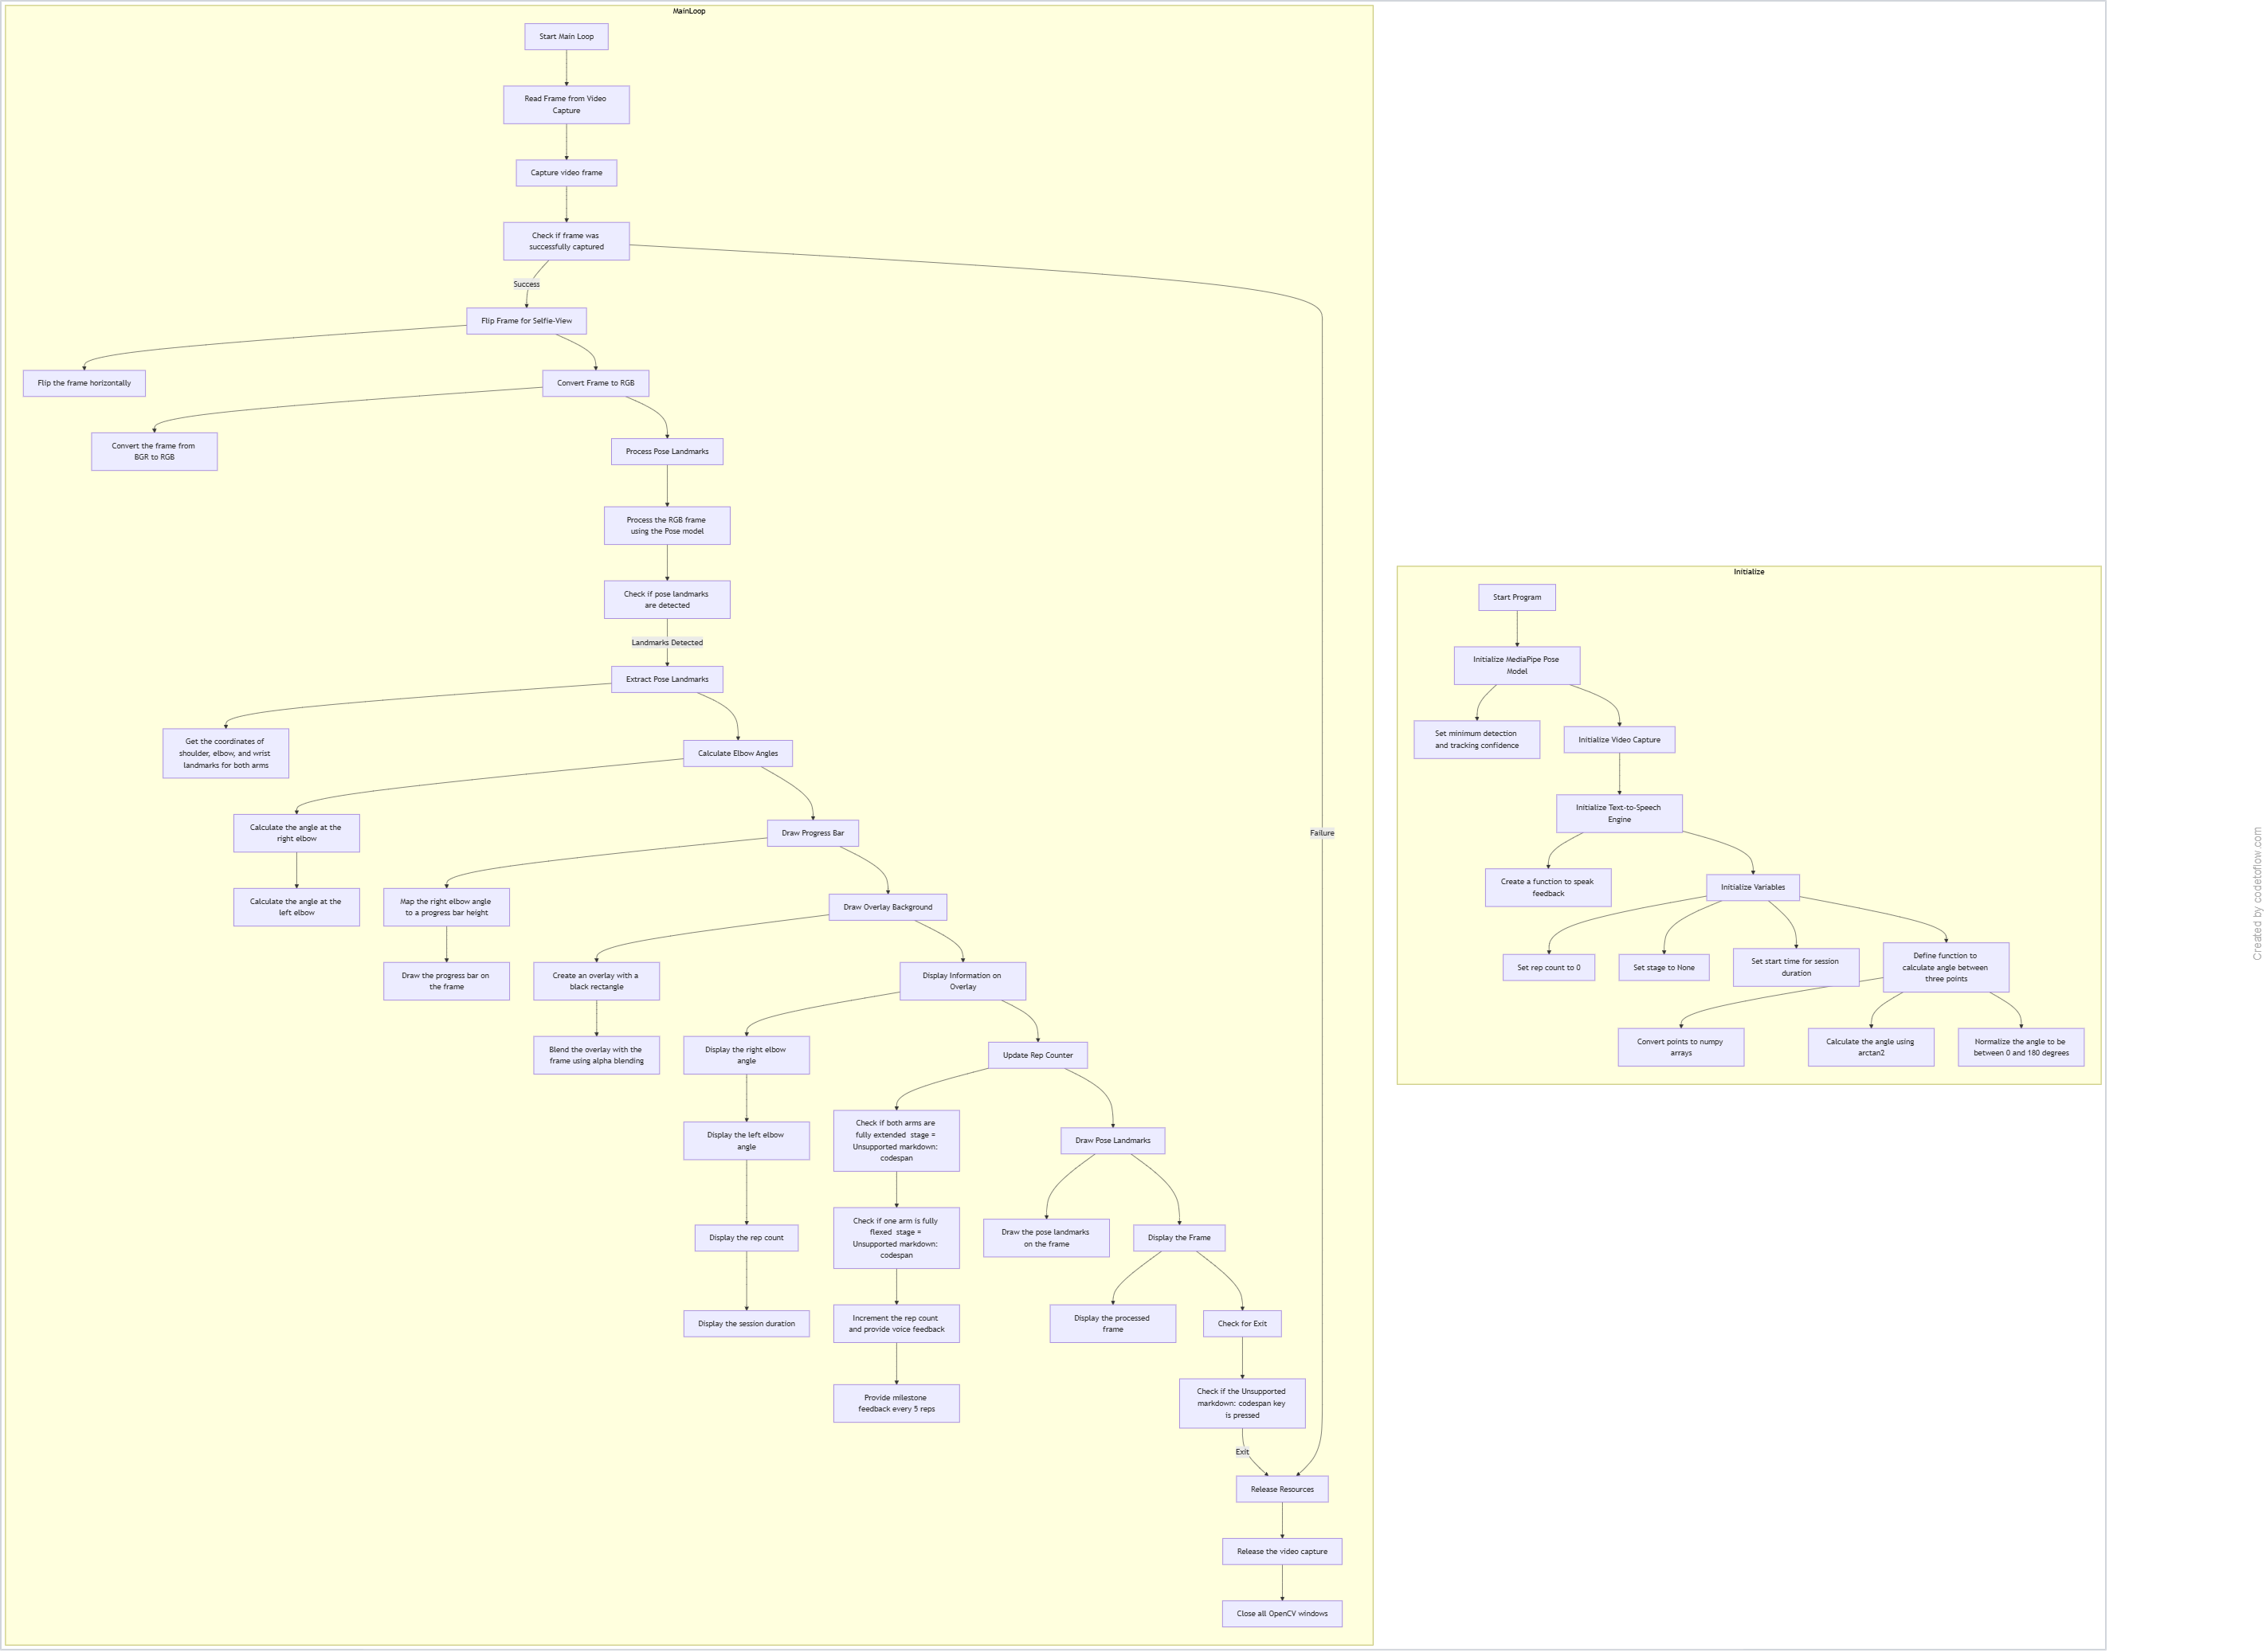 MainLoop
Start Main Loop
Read Frame from Video
Capture
Capture video frame
Check if frame was
successfully captured
Success
Flip Frame for Selfie-View
Flip the frame horizontally
Convert Frame to RGB
Convert the frame from
BGR to RGB
Process Pose Landmarks
Process the RGB frame
using the Pose model
Check if pose landmarks
are detected
Landmarks Detected
Extract Pose Landmarks
Get the coordinates of
shoulder, elbow, and wrist
landmarks for both arms
Calculate Elbow Angles
Calculate the angle at the
right elbow
Calculate the angle at the
left elbow
Draw Progress Bar
Failure
Map the right elbow angle
to a progress bar height
Draw the progress bar on
the frame
Draw Overlay Background
Create an overlay with a
black rectangle
Blend the overlay with the
frame using alpha blending
Display Information on
Overlay
Display the right elbow
angle
Display the left elbow
angle
Display the rep count
Display the session duration
Update Rep Counter
Check if both arms are
fully extended stage =
Unsupported markdown:
codespan
Check if one arm is fully
flexed stage =
Unsupported markdown:
codespan
Increment the rep count
and provide voice feedback
Provide milestone
feedback every 5 reps
Draw Pose Landmarks
Draw the pose landmarks
on the frame
Display the Frame
Display the processed
frame
Check for Exit
Check if the Unsupported
markdown: codespan key
is pressed
Exit
Release Resources
Release the video capture
Close all OpenCV windows
Initialize
Start Program
Initialize MediaPipe Pose
Model
Set minimum detection
and tracking confidence
Initialize Video Capture
Initialize Text-to-Speech
Engine
Create a function to speak
feedback
Initialize Variables
Set rep count to 0
Set stage to None
Set start time for session
duration
Define function to
calculate angle between
three points
Convert points to numpy
arrays
Calculate the angle using
arctan2
Normalize the angle to be
between 0 and 180 degrees
Created by codetoflow.com